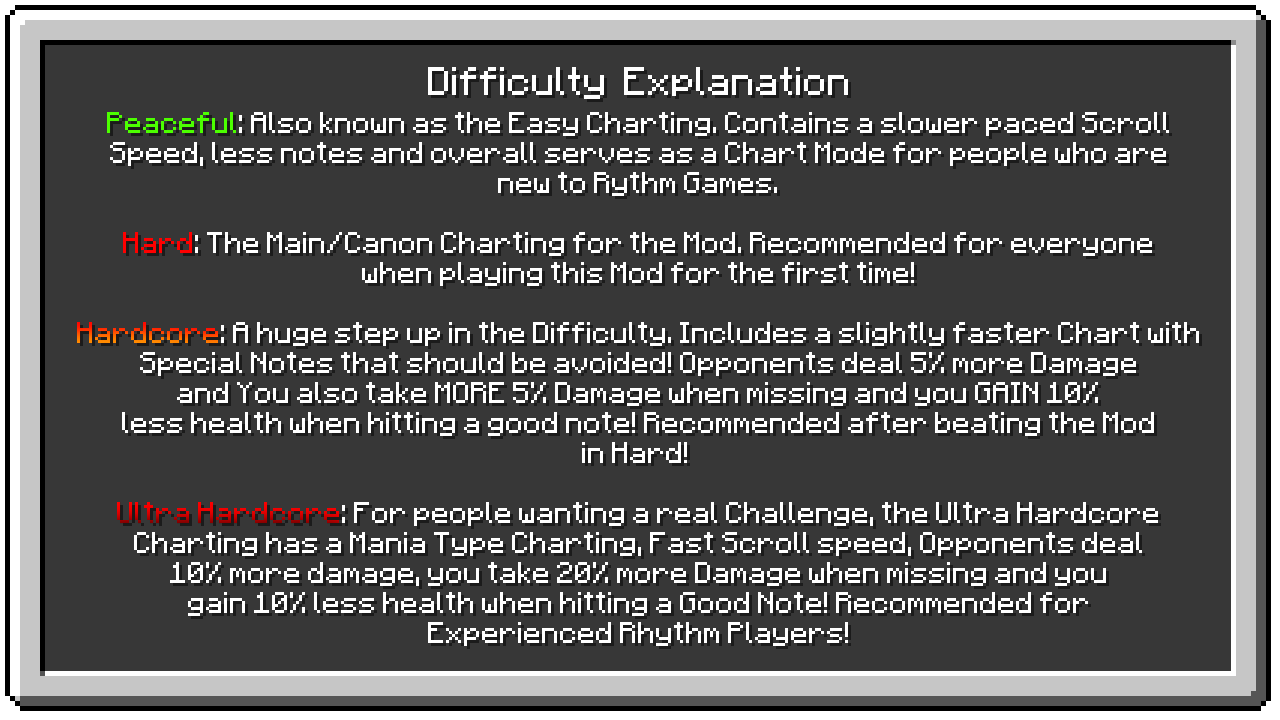 Difficulty Explanation
Peaceful: Also known as the Easy Charting. Contains a slower paced Scroll
Speed, less notes and overall serves as a Chart Mode for people who are
new to Rythm Games.
Hard: The Main/Canon Charting for the Mod. Recommended for everyone
when playing this Mod for the first time!
Hardcore: A huge step up in the Difficulty. Includes a slightly faster Chart with
Special Notes that should be avoided! Opponents deal 5% more Damage
and You also take MORE 5% Damage when missing and you GAIN 10%
less health when hitting a good note! Recommended after beating the Mod
in Hard!
Ultra Hardcore: For people wanting a real Challenge, the Ultra Hardcore
Charting has a Mania Type Charting, Fast Scroll speed, Opponents deal
10% more damage, you take 20% more Damage when missing and you
gain 10% less health when hitting a Good Note! Recommended for
Experienced Rhythm Players!